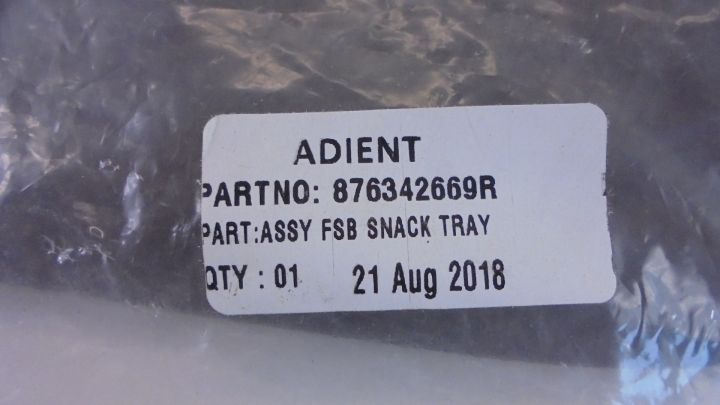 ADIENT
PARTNO: 876342669R
PART:ASSY FSB SNACK TRAY
QTY : 01 21 Aug 2018